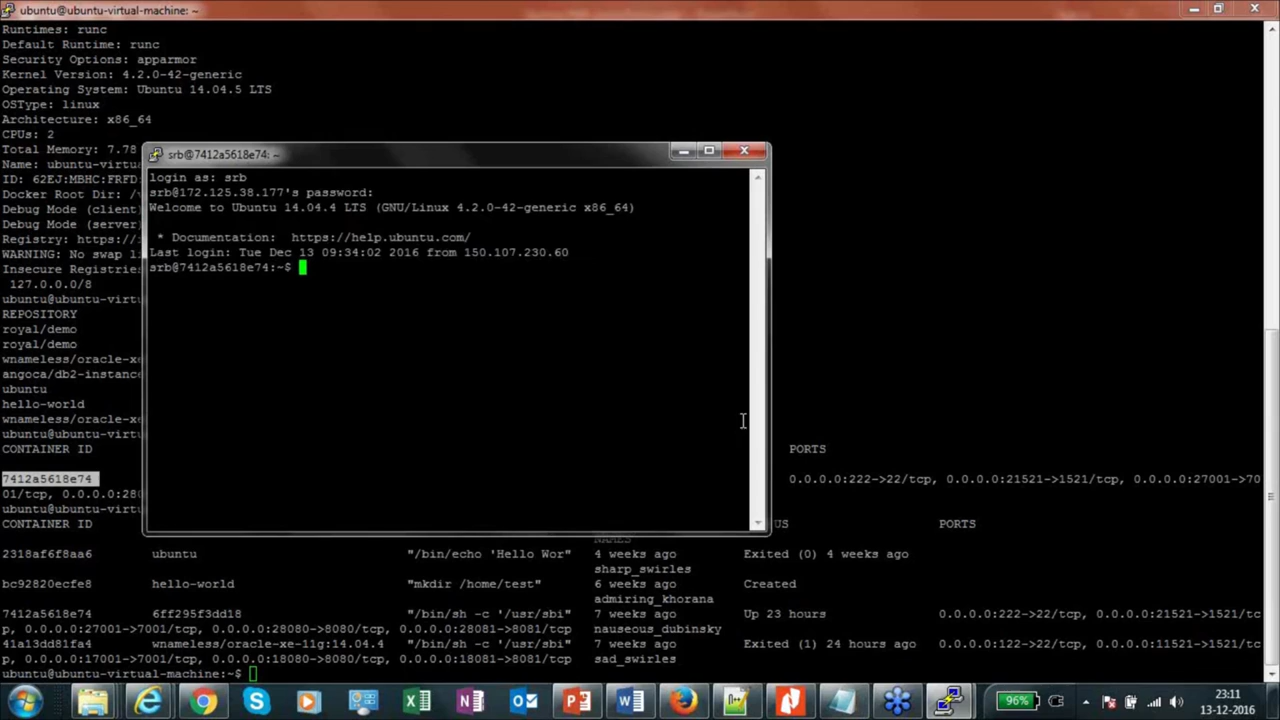 ubuntu@ubuntu-virtual-machine: ~
Runtimes: runc
Default Runtime: runc
Security Options: apparmor
Kernel Version: 4.2.0-42-generic
Operating System: Ubuntu 14.04.5 LTS
OSType: linux
Architecture: x86_64
CPUs: 2
Total Memory: 7.78
Name: ubuntu-virtu
ID: 62EJ:MBHC:FRFD:
Docker Root Dir: /v
Debug Mode (client)
Debug Mode (server)
Registry: https://i
WARNING: No swap li
Insecure Registries
127.0.0.0/8
ubuntu@ubuntu-virtu
REPOSITORY
royal/demo
royal/demo
wnameless/oracle-xe
angoca/db2-instance
ubuntu
hello-world
wnameless/oracle-xe
ubuntu@ubuntu-virtu
CONTAINER ID PORTS
7412a5618e74 0.0.0.0:222->22/tcp, 0.0.0.0:21521->1521/tcp, 0.0.0.0:27001->70
01/tcp, 0.0.0.0:280
ubuntu@ubuntu-virtu
CONTAINER ID US PORTS
NAMES
2318af6f8aa6 ubuntu "/bin/echo 'Hello Wor" 4 weeks ago Exited (0) 4 weeks ago
sharp_swirles
bc92820ecfe8 hello-world "mkdir /home/test" 6 weeks ago Created
admiring_khorana
7412a5618e74 6ff295f3dd18 "/bin/sh -c '/usr/sbi" 7 weeks ago Up 23 hours 0.0.0.0:222->22/tcp, 0.0.0.0:21521->1521/tc
p, 0.0.0.0:27001->7001/tcp, 0.0.0.0:28080->8080/tcp, 0.0.0.0:28081->8081/tcp nauseous_dubinsky
41a13dd81fa4 wnameless/oracle-xe-11g:14.04.4 "/bin/sh -c '/usr/sbi" 7 weeks ago Exited (1) 24 hours ago 0.0.0.0:122->22/tcp, 0.0.0.0:11521->1521/tc
p, 0.0.0.0:17001->7001/tcp, 0.0.0.0:18080->8080/tcp, 0.0.0.0:18081->8081/tcp sad_swirles
ubuntu@ubuntu-virtual-machine:~$
srb@7412a5618e74: ~
login as: srb
srb@172.125.38.177's password:
Welcome to Ubuntu 14.04.4 LTS (GNU/Linux 4.2.0-42-generic x86_64)
* Documentation: https://help.ubuntu.com/
Last login: Tue Dec 13 09:34:02 2016 from 150.107.230.60
srb@7412a5618e74:~$
96%
23:11
13-12-2016